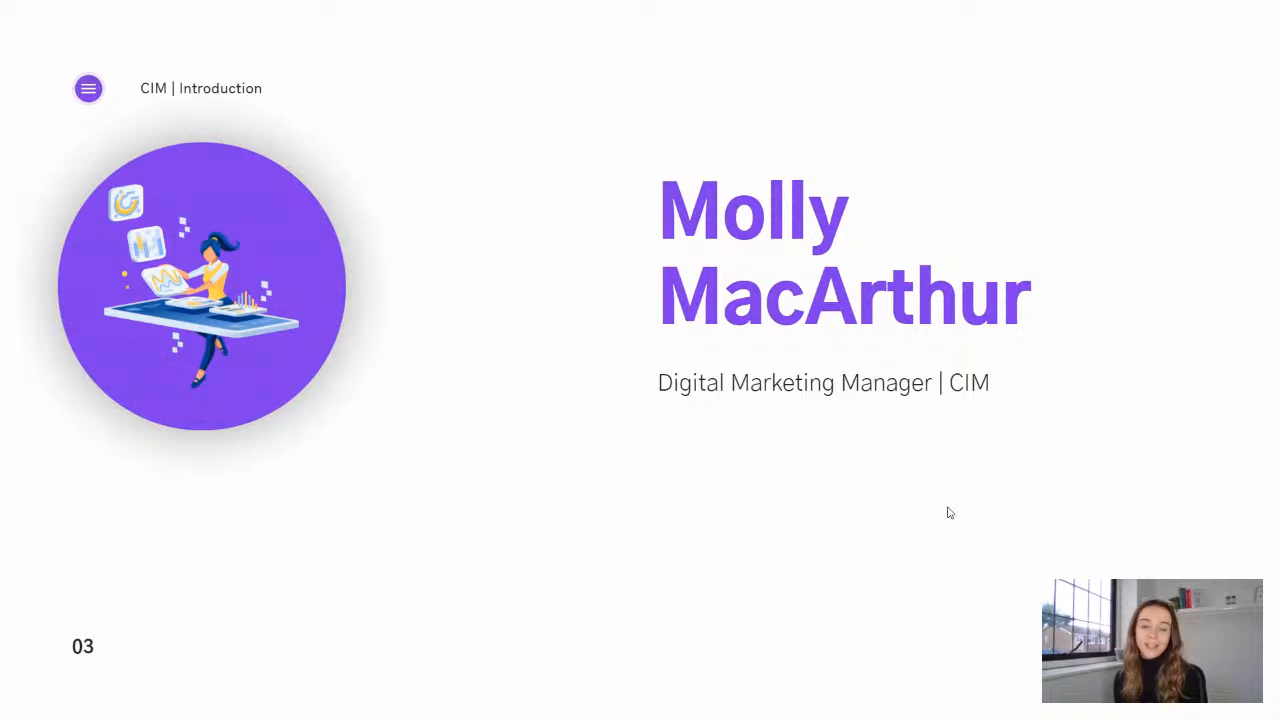 CIM | Introduction
Molly
MacArthur
Digital Marketing Manager | CIM
03